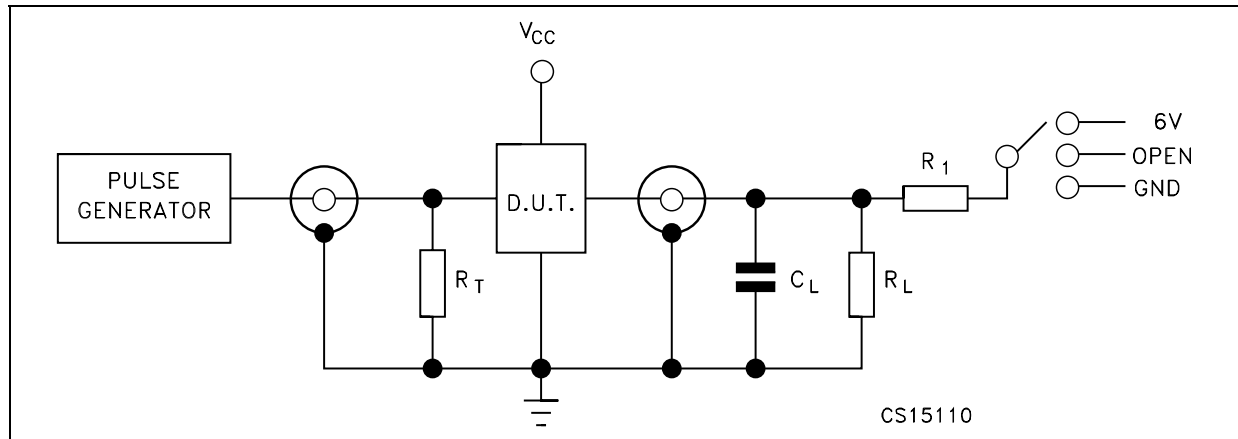 VCC
6V
OPEN
GND
R1
PULSE
GENERATOR
D.U.T.
RT
CL
RL
CS15110